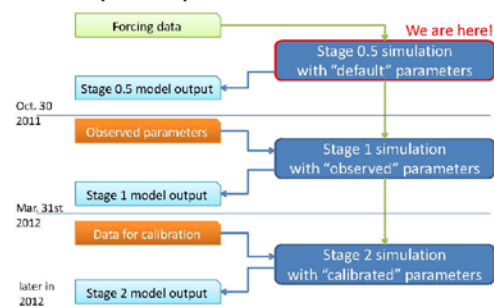 Forcing data
We are here!
Stage 0.5 simulation
with “default” parameters
Stage 0.5 model output
Oct. 30
2011
Observed parameters
Stage 1 simulation
with “observed” parameters
Stage 1 model output
Mar. 31st
2012
Data for calibration
Stage 2 simulation
with “calibrated” parameters
later in
2012
Stage 2 model output